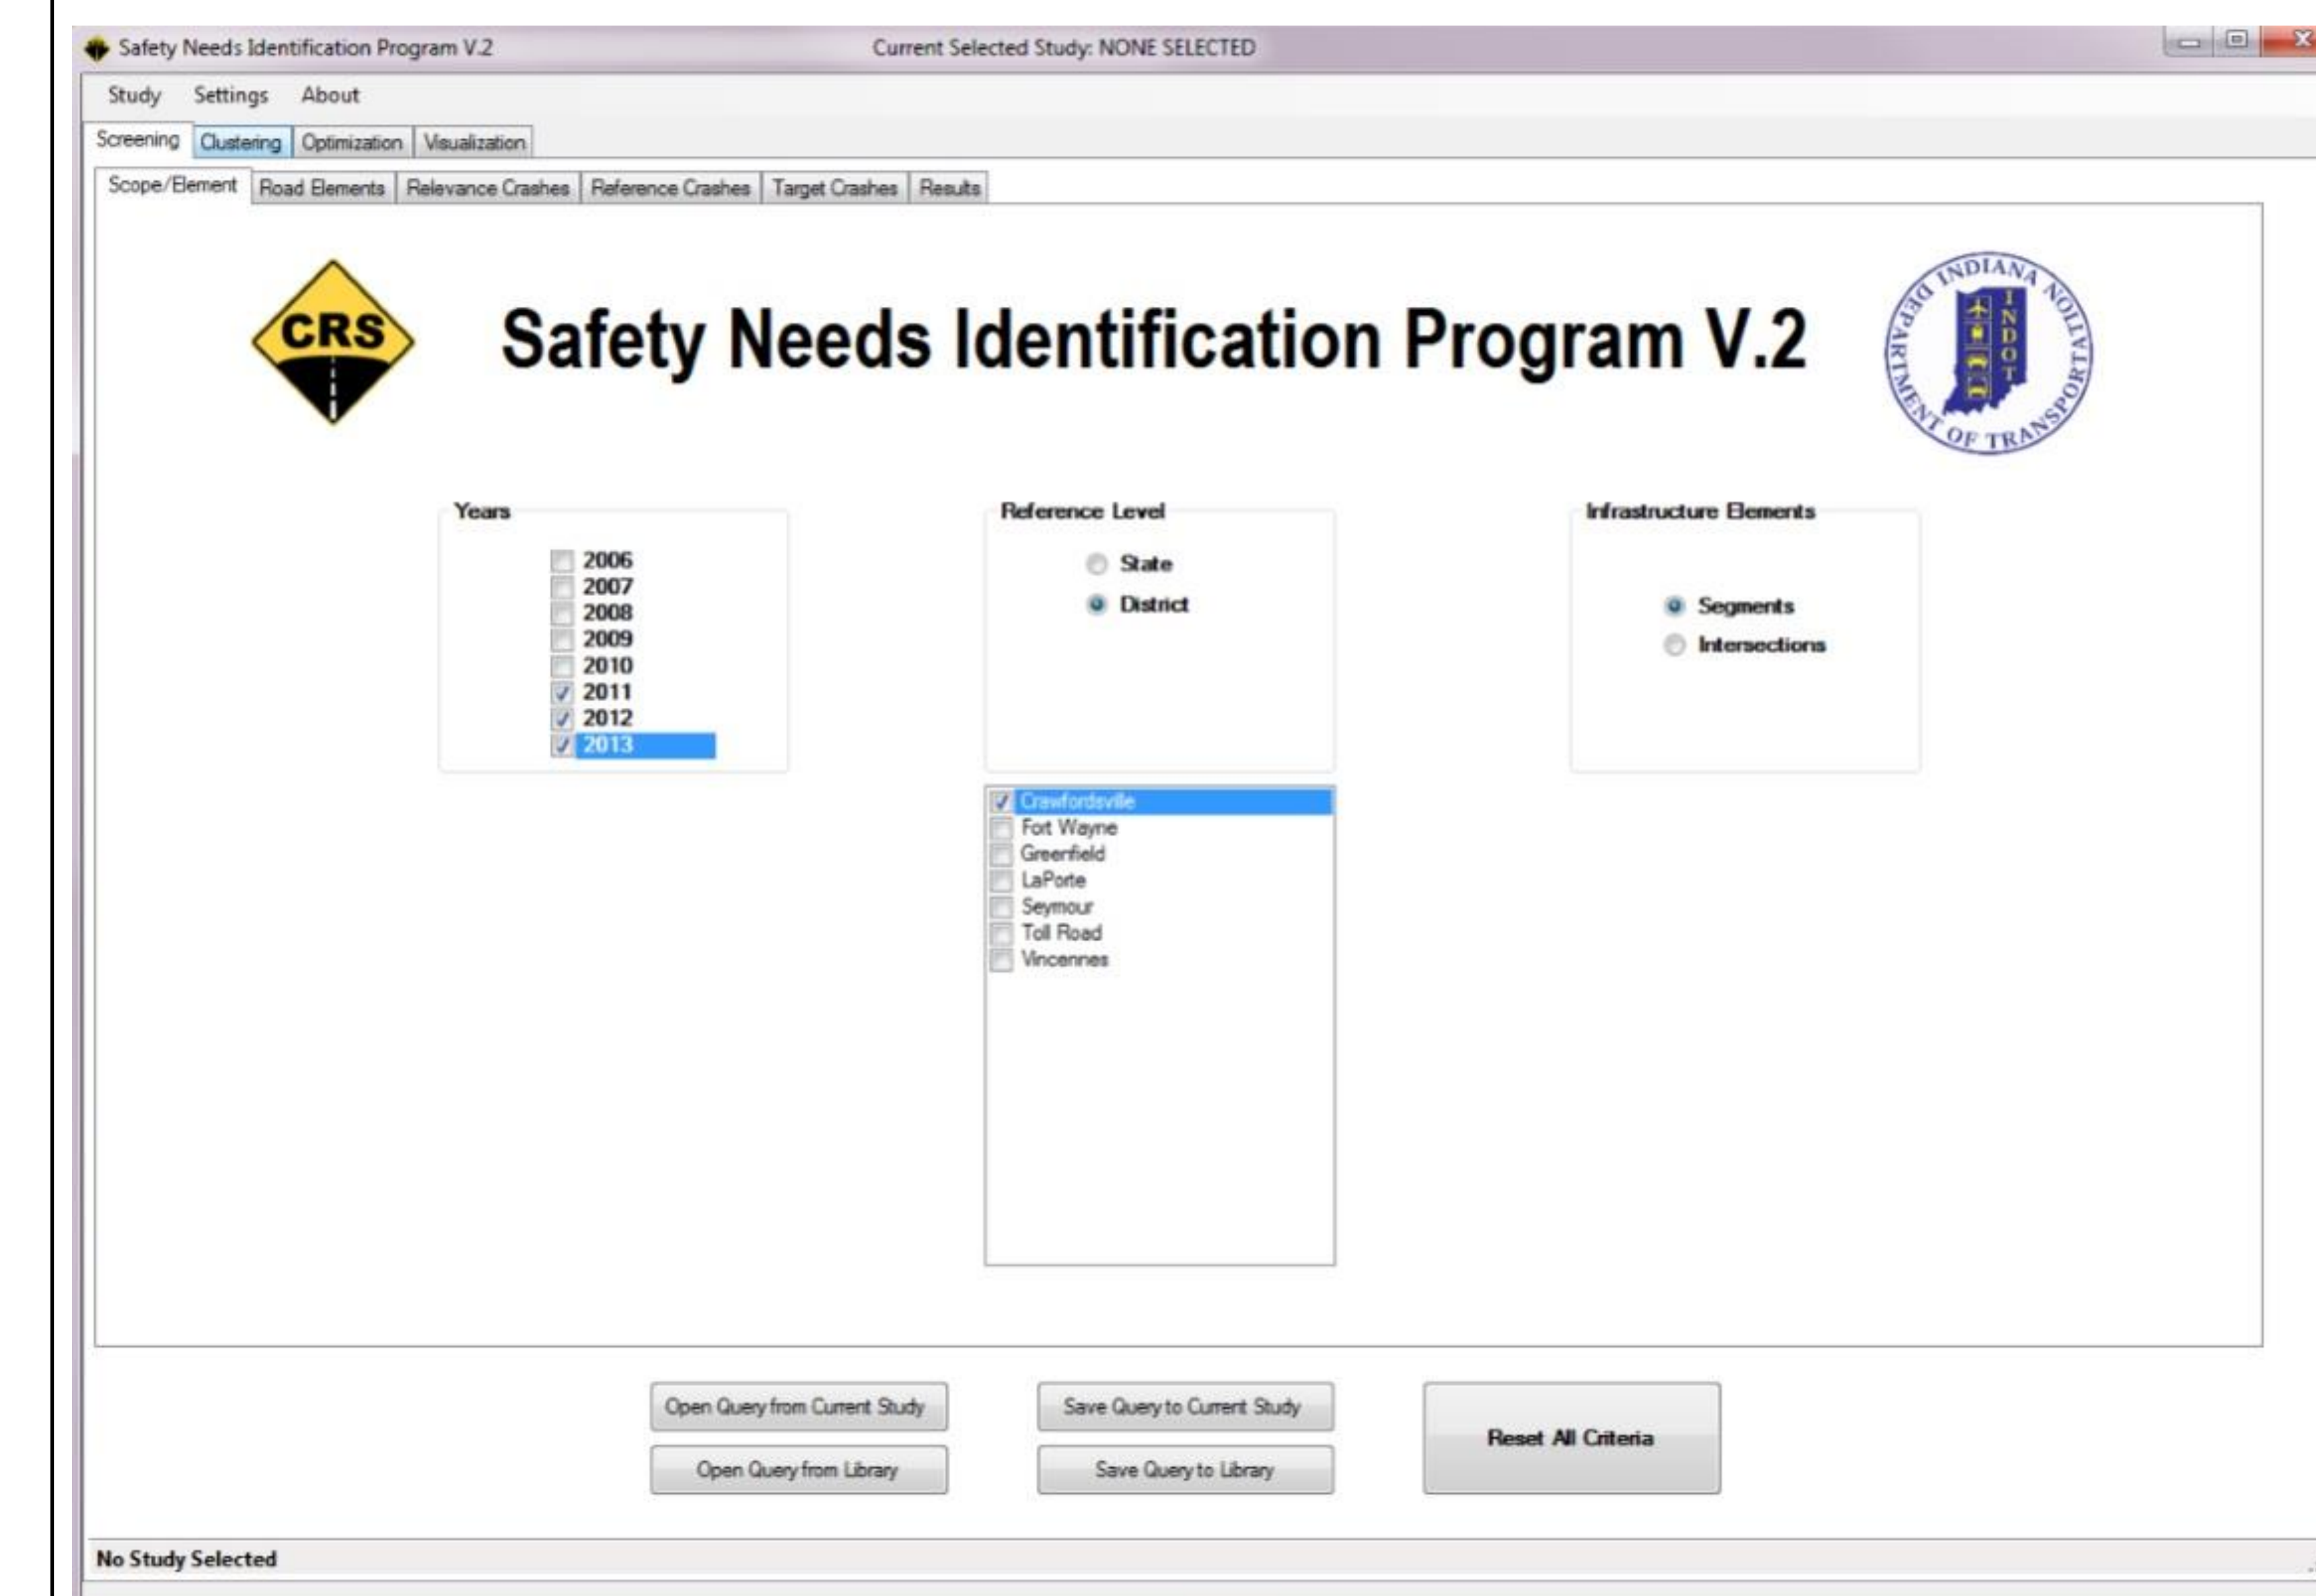 Safety Needs Identification Program V.2 Current Selected Study: NONE SELECTED
Study Settings About
Screening Clustering Optimization Visualization
Scope/Element Road Elements Relevance Crashes Reference Crashes Target Crashes Results
CRS
Safety Needs Identification Program V.2
INDIANA DEPARTMENT OF TRANSPORTATION
INDOT
Years
2006
2007
2008
2009
2010
2011
2012
2013
Reference Level
State
District
Infrastructure Elements
Segments
Intersections
Crawfordsville
Fort Wayne
Greenfield
LaPorte
Seymour
Toll Road
Vincennes
Open Query from Current Study
Save Query to Current Study
Reset All Criteria
Open Query from Library
Save Query to Library
No Study Selected